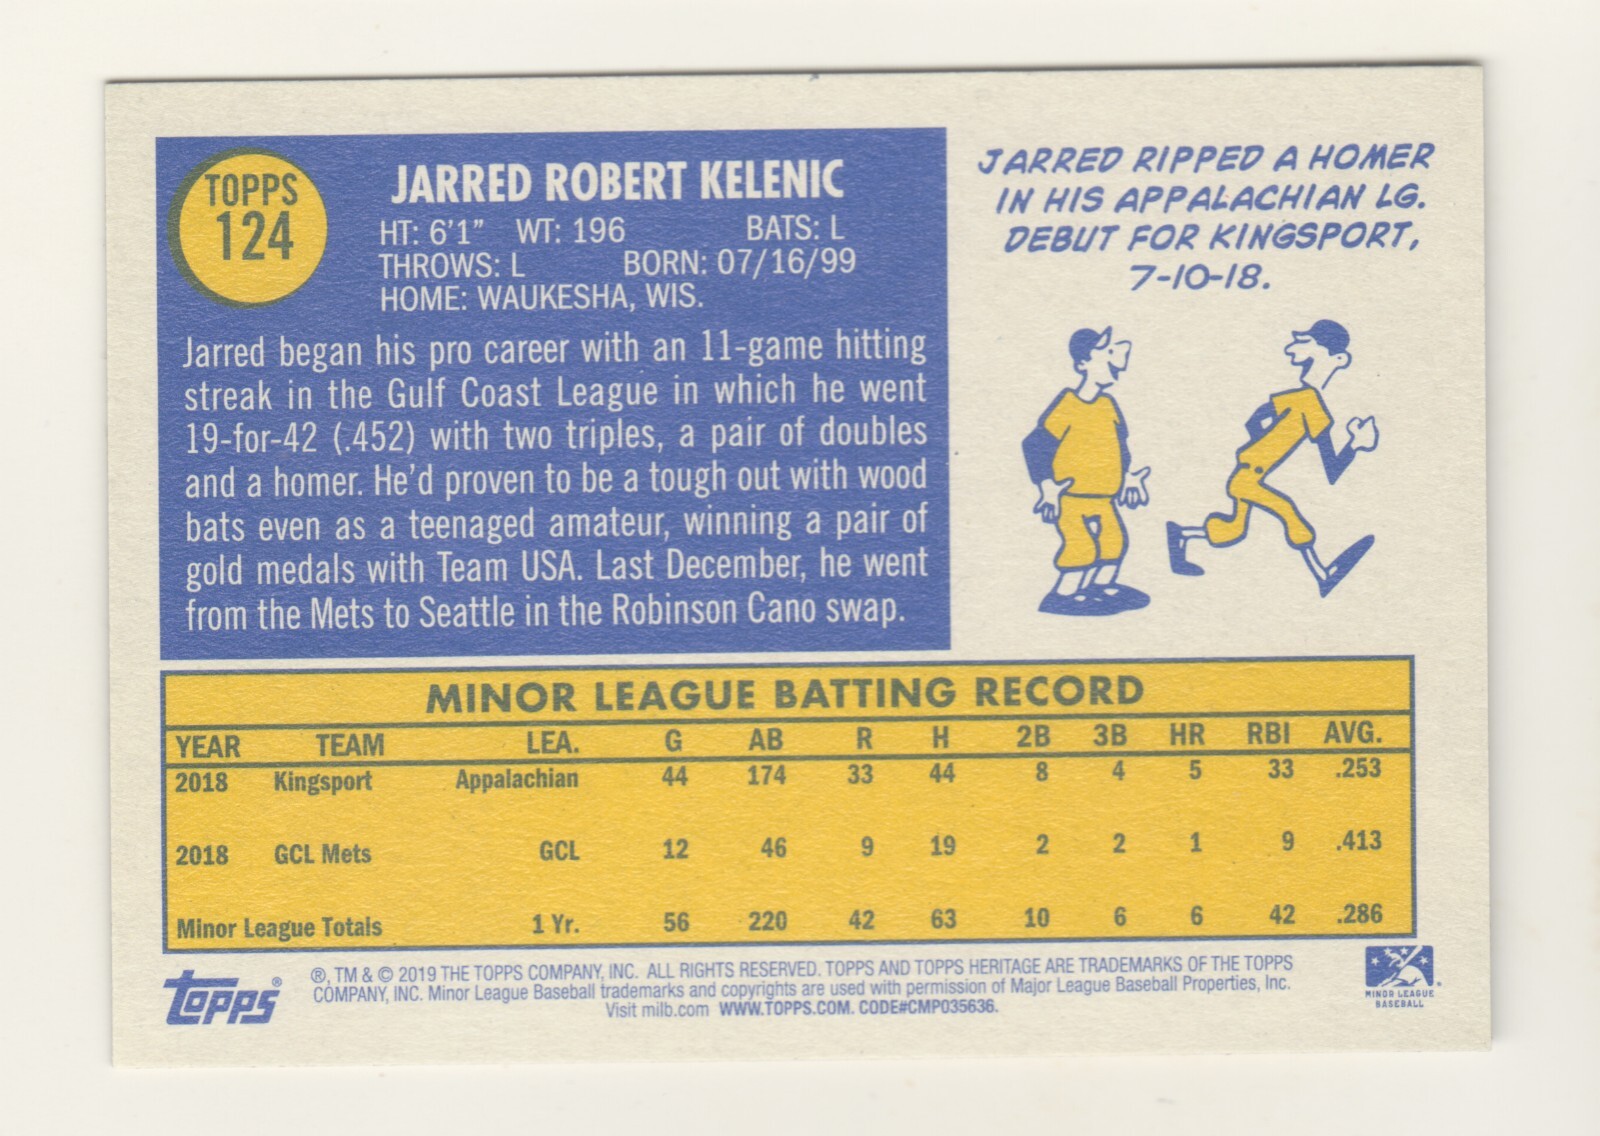 TOPPS
124
JARRED ROBERT KELENIC
HT: 6'1" WT: 196 BATS: L
THROWS: L BORN: 07/16/99
HOME: WAUKESHA, WIS.
Jarred began his pro career with an 11-game hitting
streak in the Gulf Coast League in which he went
19-for-42 (.452) with two triples, a pair of doubles
and a homer. He'd proven to be a tough out with wood
bats even as a teenaged amateur, winning a pair of
gold medals with Team USA. Last December, he went
from the Mets to Seattle in the Robinson Cano swap.
JARRED RIPPED A HOMER
IN HIS APPALACHIAN LG.
DEBUT FOR KINGSPORT,
7-10-18.
MINOR LEAGUE BATTING RECORD
YEAR TEAM LEA. G AB R H 2B 3B HR RBI AVG.
2018 Kingsport Appalachian 44 174 33 44 8 4 5 33 .253
2018 GCL Mets GCL 12 46 9 19 2 2 1 9 .413
Minor League Totals 1 Yr. 56 220 42 63 10 6 6 42 .286
topps®
®, TM & © 2019 THE TOPPS COMPANY, INC. ALL RIGHTS RESERVED. TOPPS AND TOPPS HERITAGE ARE TRADEMARKS OF THE TOPPS
COMPANY, INC. Minor League Baseball trademarks and copyrights are used with permission of Major League Baseball Properties, Inc.
Visit milb.com WWW.TOPPS.COM. CODE#CMP035636.
MINOR LEAGUE
BASEBALL